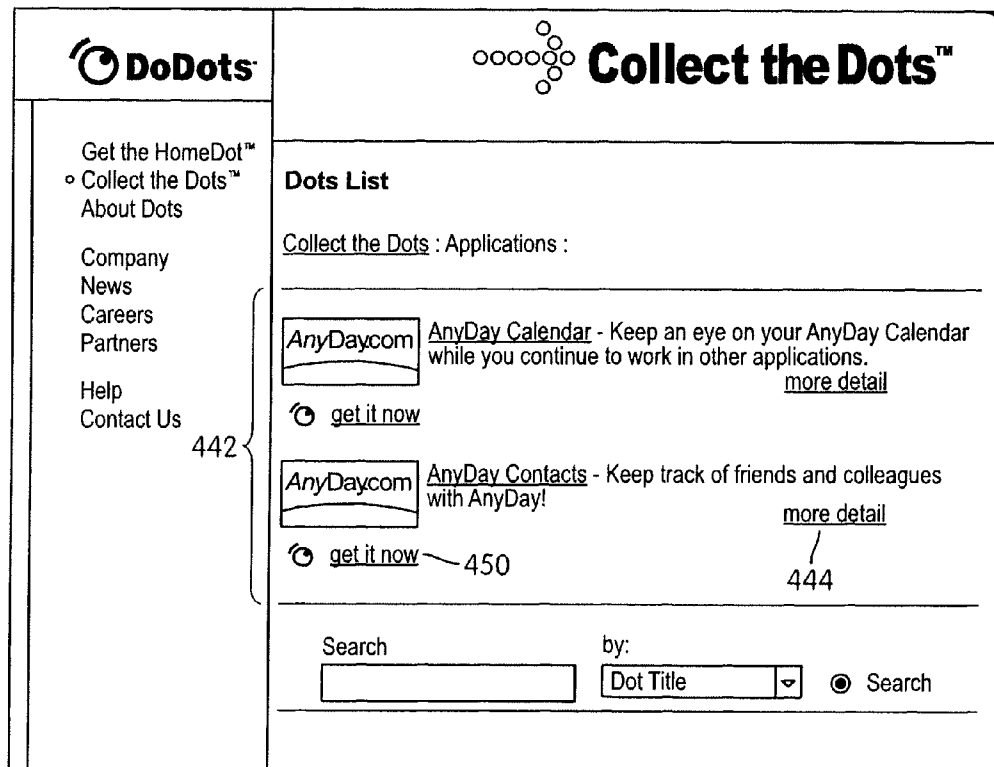 DoDots
Collect the Dots™
Get the HomeDot™
Collect the Dots™
About Dots
Company
News
Careers
Partners
Help
Contact Us
442
Dots List
Collect the Dots : Applications :
AnyDay.com
AnyDay Calendar - Keep an eye on your AnyDay Calendar
while you continue to work in other applications.
more detail
get it now
AnyDay.com
AnyDay Contacts - Keep track of friends and colleagues
with AnyDay!
more detail
get it now
450
444
Search
by:
Dot Title
Search